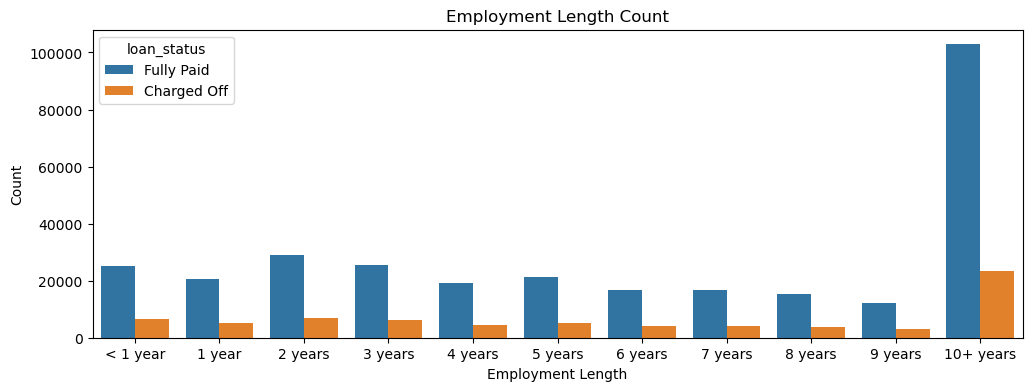 Employment Length Count
loan_status
Fully Paid
Charged Off
Count
100000
80000
60000
40000
20000
0
< 1 year 1 year 2 years 3 years 4 years 5 years 6 years 7 years 8 years 9 years 10+ years
Employment Length